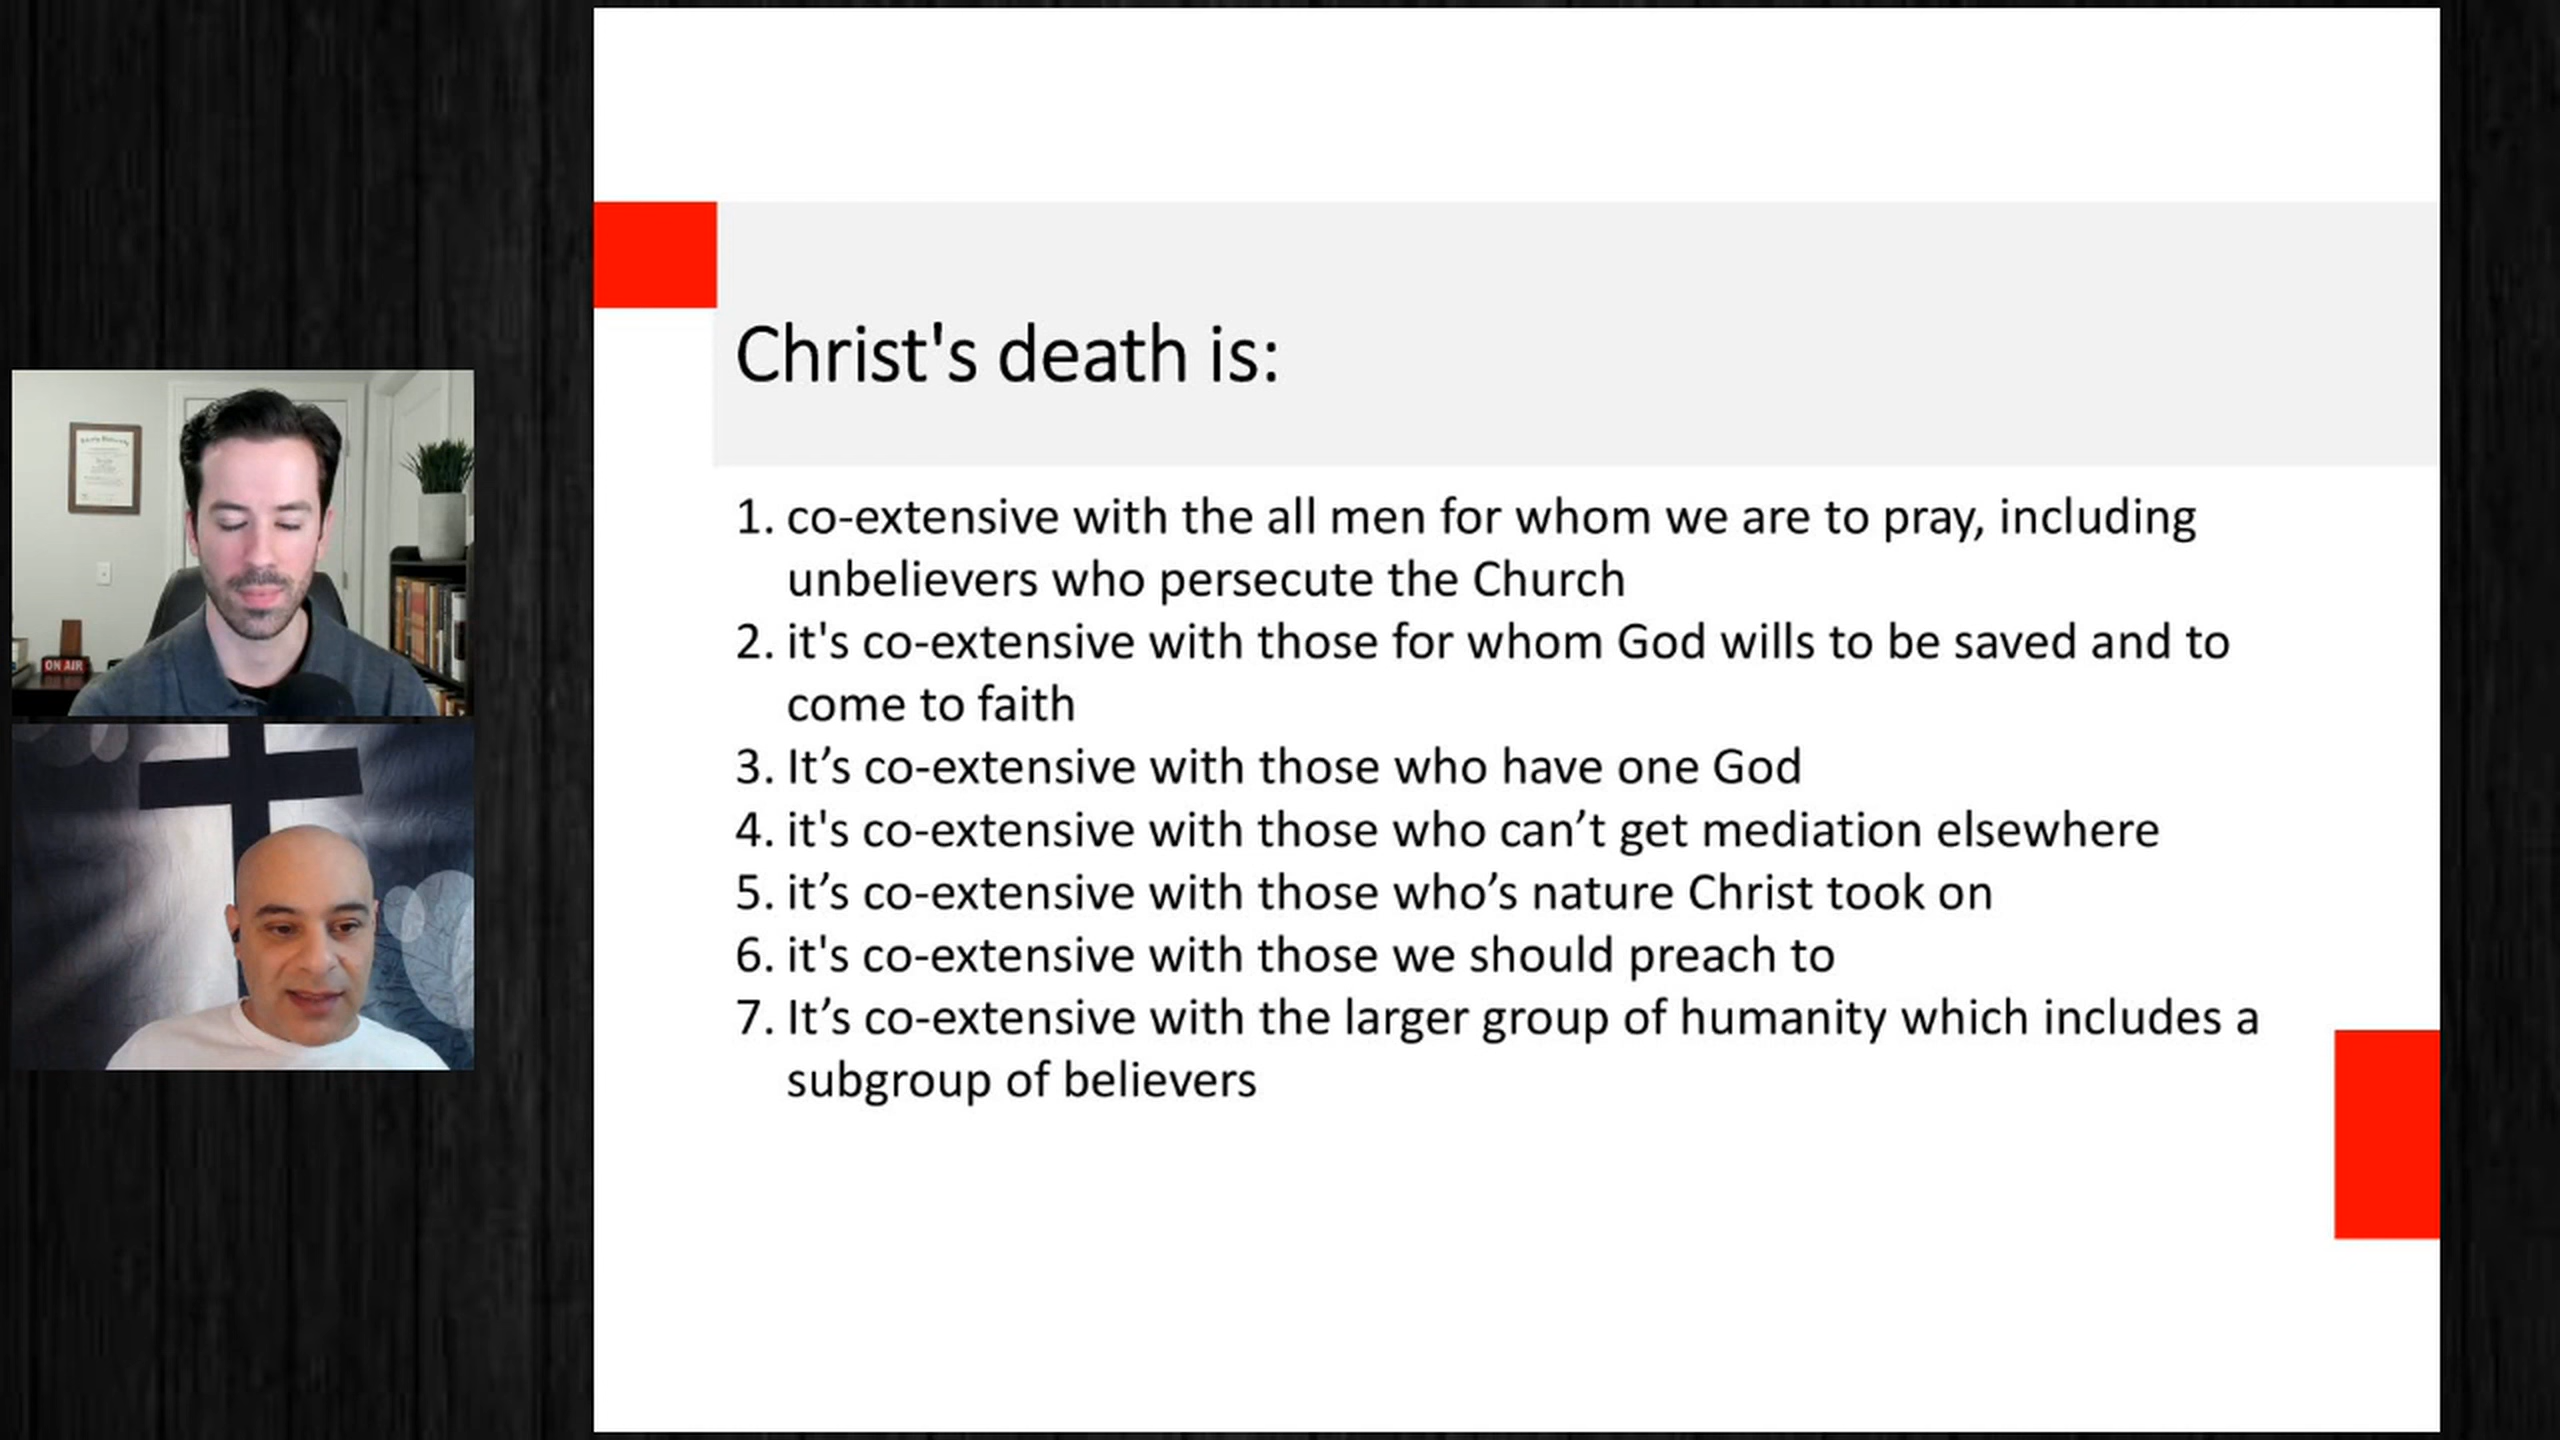 Christ's death is:
1. co-extensive with the all men for whom we are to pray, including
unbelievers who persecute the Church
2. it's co-extensive with those for whom God wills to be saved and to
come to faith
3. It’s co-extensive with those who have one God
4. it's co-extensive with those who can’t get mediation elsewhere
5. it’s co-extensive with those who’s nature Christ took on
6. it's co-extensive with those we should preach to
7. It’s co-extensive with the larger group of humanity which includes a
subgroup of believers
ON AIR